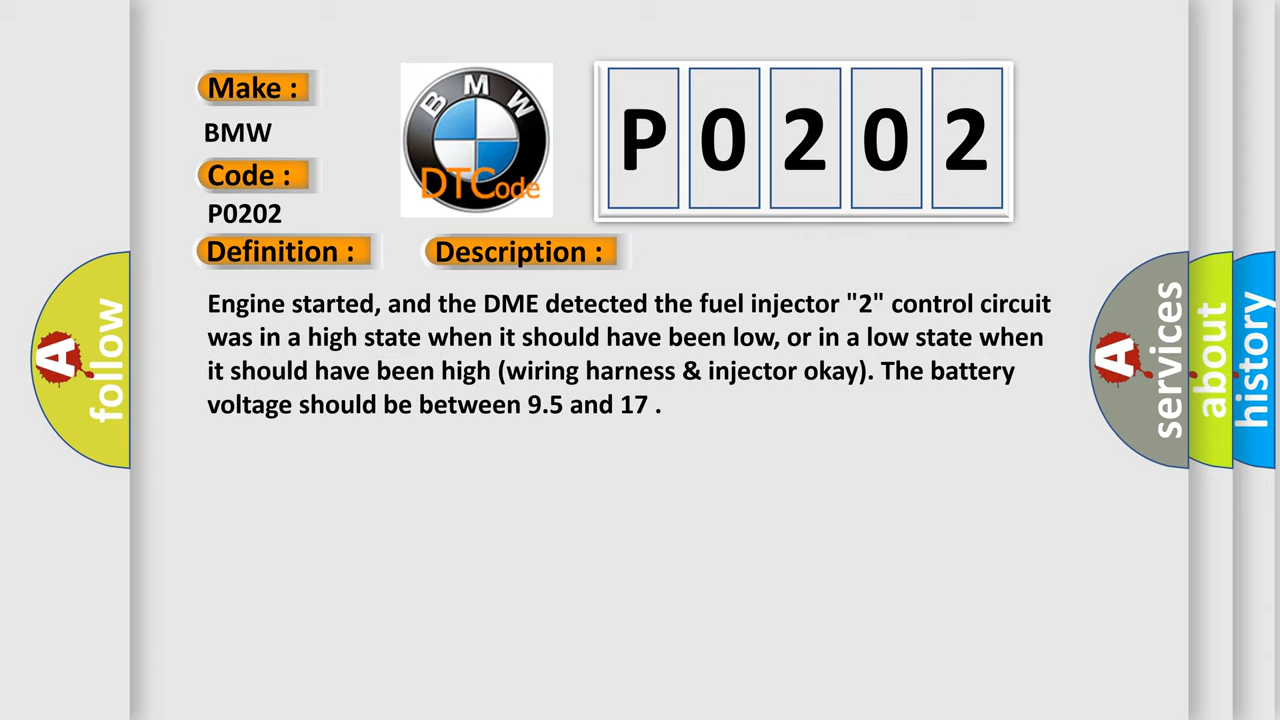 Make :
BMW
Code :
P0202
BMW
DTCode
P0202
Definition :
Description :
Engine started, and the DME detected the fuel injector "2" control circuit
was in a high state when it should have been low, or in a low state when
it should have been high (wiring harness & injector okay). The battery
voltage should be between 9.5 and 17 .
A follow
A services
about
history